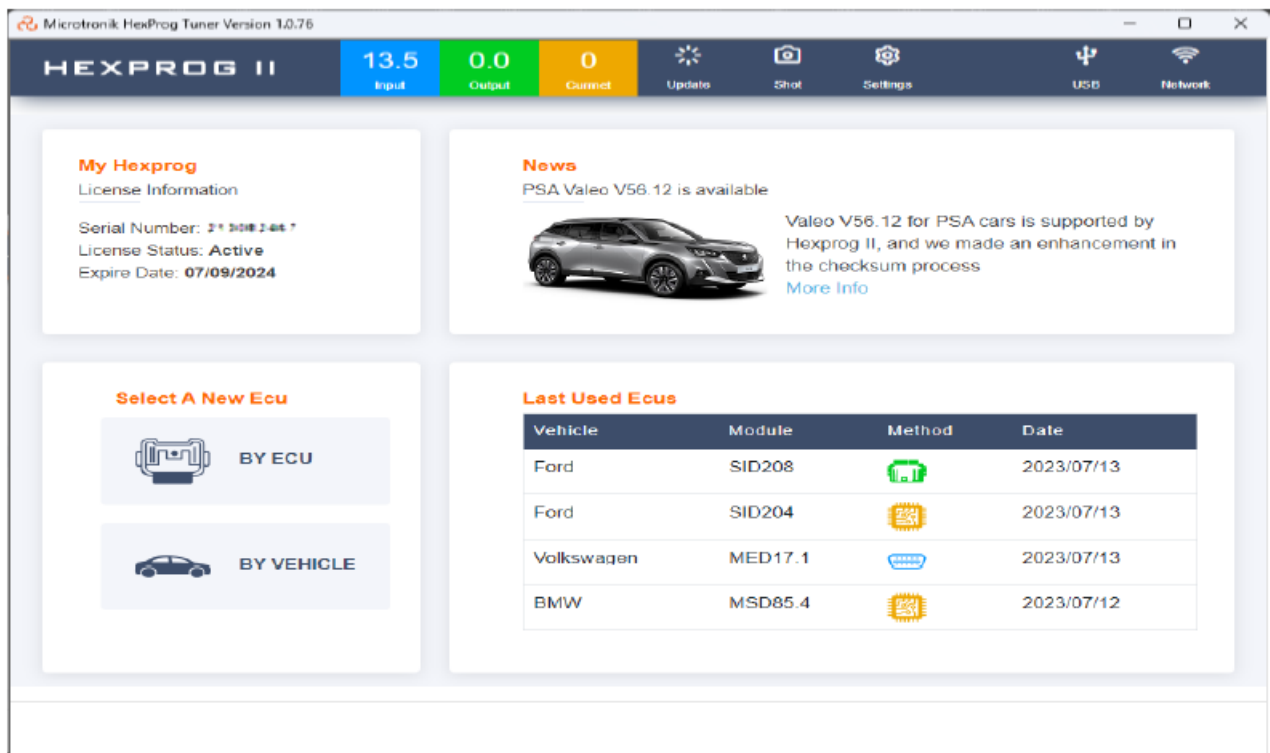 Microtronik HexProg Tuner Version 1.0.76
HEXPROG II
13.5
Input
0.0
Output
0
Currnet
Update
Shot
Settings
USB
Network
My Hexprog
License Information
Serial Number:
License Status: Active
Expire Date: 07/09/2024
News
PSA Valeo V56.12 is available
Valeo V56.12 for PSA cars is supported by
Hexprog II, and we made an enhancement in
the checksum process
More Info
Select A New Ecu
BY ECU
BY VEHICLE
Last Used Ecus
Vehicle Module Method Date
Ford SID208 2023/07/13
Ford SID204 2023/07/13
Volkswagen MED17.1 2023/07/13
BMW MSD85.4 2023/07/12